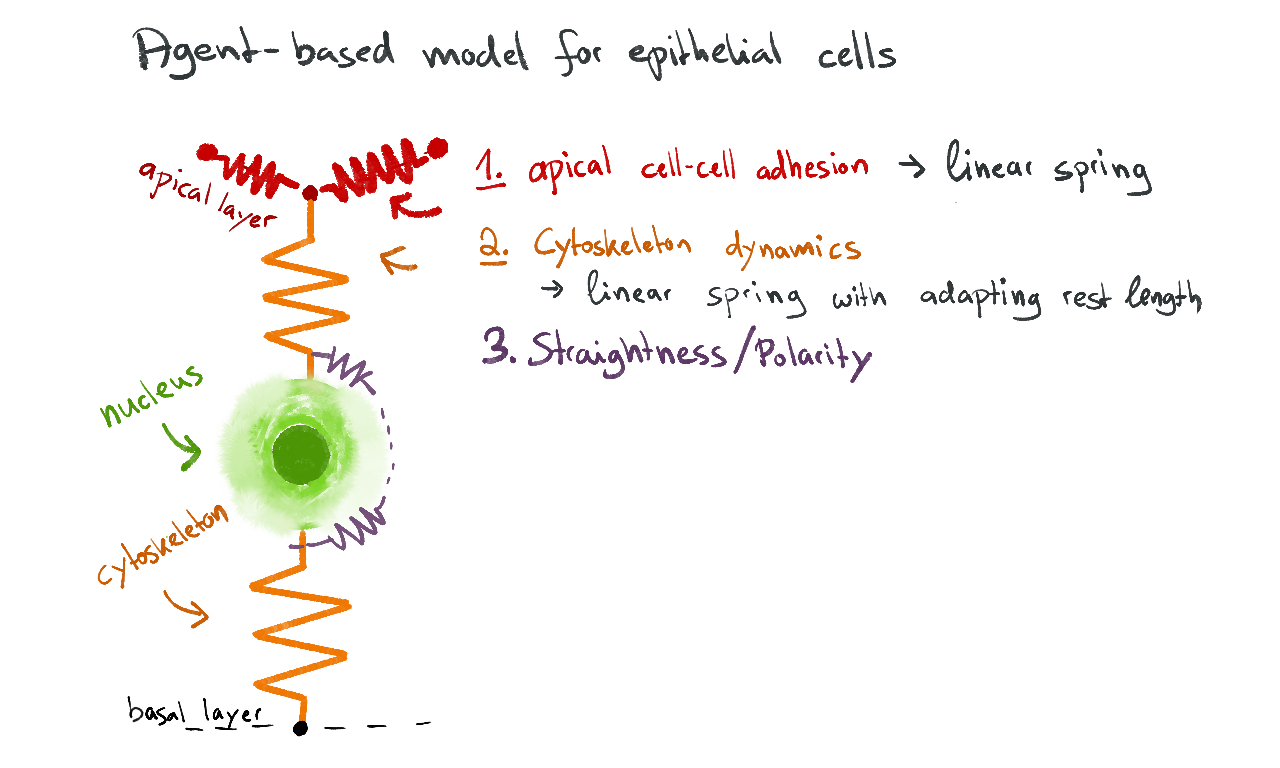 Agent-based model for epithelial cells
apical layer
1. apical cell-cell adhesion → linear spring
2. Cytoskeleton dynamics
→ linear spring with adapting rest length
3. Straightness/Polarity
nucleus
cytoskeleton
basal layer